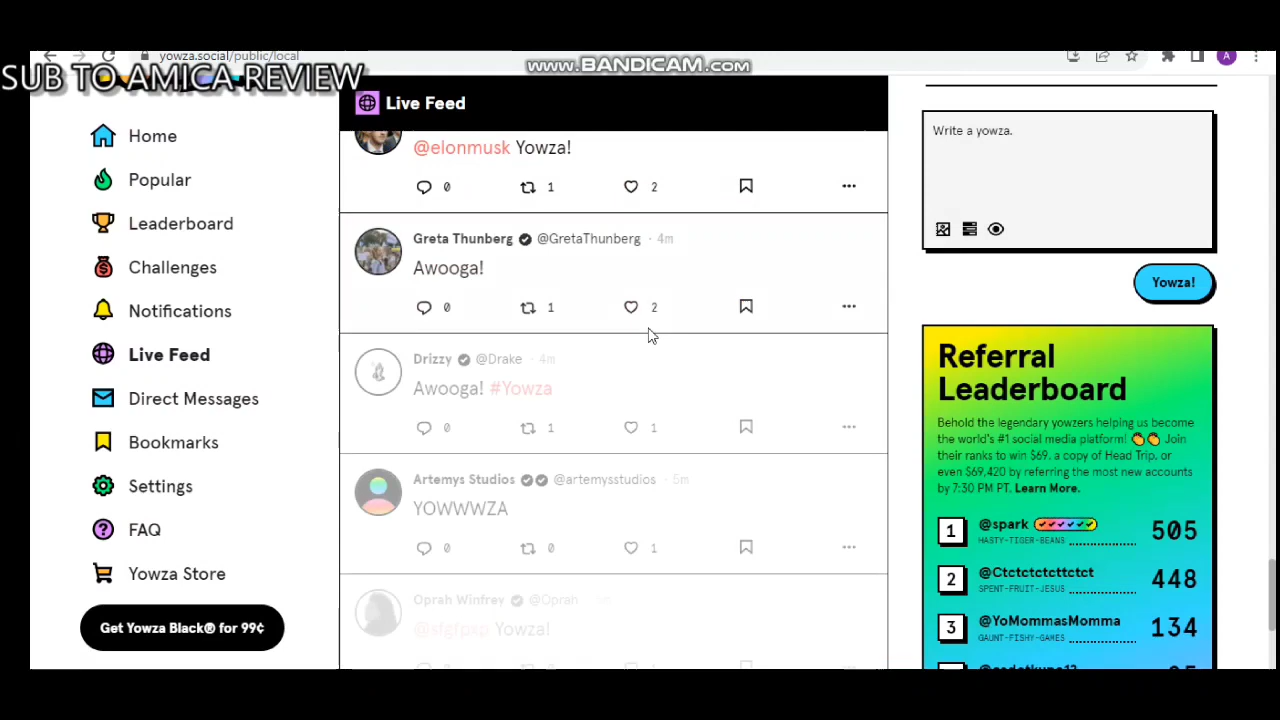 yowza.social/public/local
www.BANDICAM.com
SUB TO AMICA REVIEW
A
Home
Popular
Leaderboard
Challenges
Notifications
Live Feed
Direct Messages
Bookmarks
Settings
FAQ
Yowza Store
Get Yowza Black® for 99¢
Live Feed
@elonmusk Yowza!
0 1 2
Greta Thunberg @GretaThunberg · 4m
Awooga!
0 1 2
Drizzy @Drake · 4m
Awooga! #Yowza
0 1 1
Artemys Studios @artemysstudios · 5m
YOWWWZA
0 0 1
Oprah Winfrey @Oprah
Yowza!
Write a yowza.
Yowza!
Referral
Leaderboard
Behold the legendary yowzers helping us become
the world's #1 social media platform! 👏👏 Join
their ranks to win $69, a copy of Head Trip, or
even $69,420 by referring the most new accounts
by 7:30 PM PT. Learn More.
1 @spark 505
HASTY-TIGER-BEANS
2 @Ctctctctcttctct 448
SPENT-FRUIT-JESUS
3 @YoMommasMomma 134
GAUNT-FISHY-GAMES